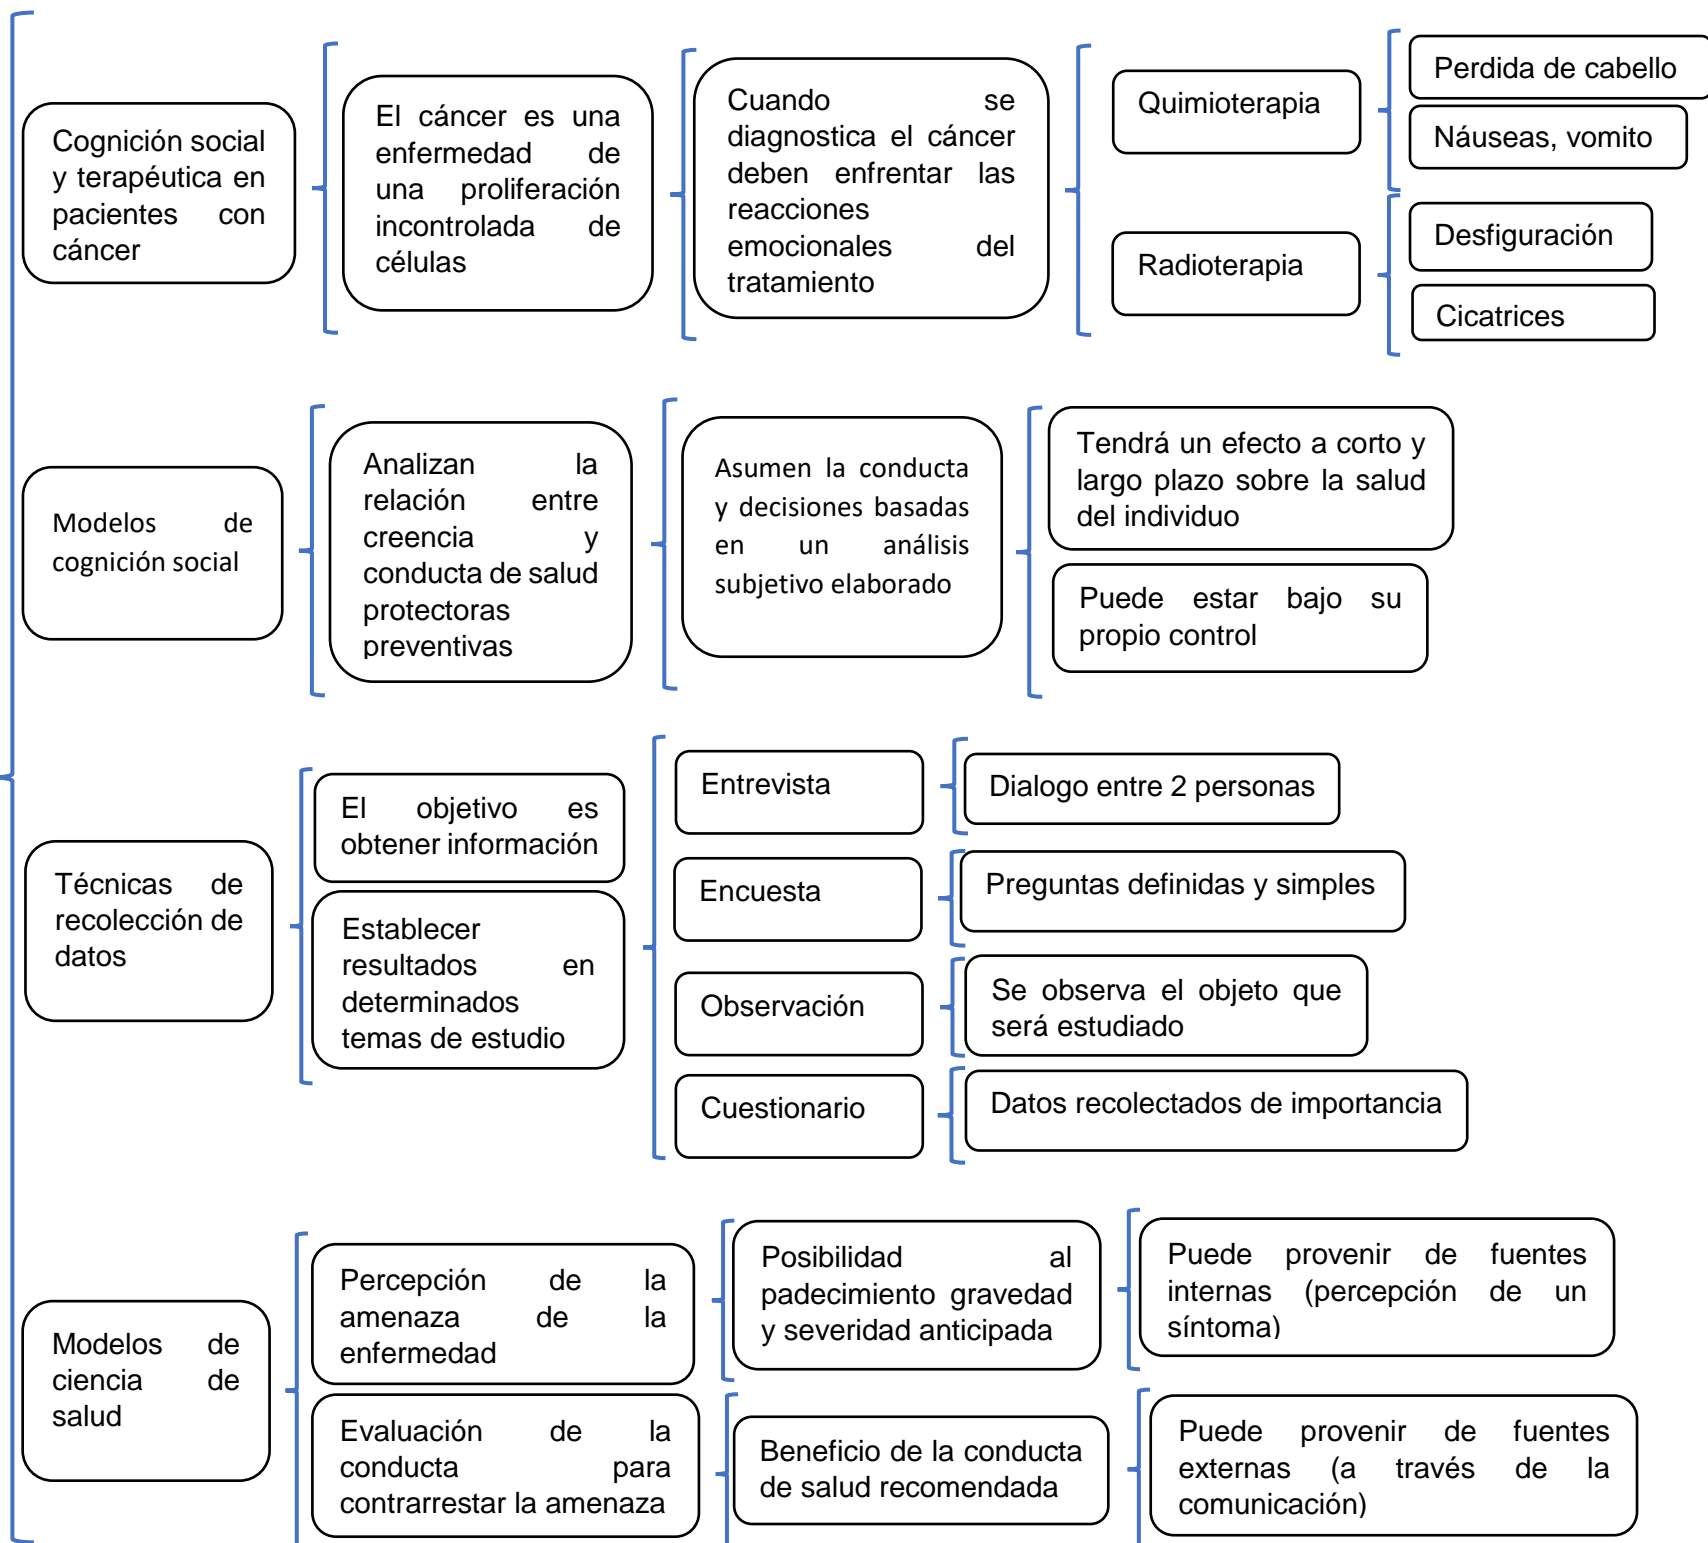 Cognición social
y terapéutica en
pacientes con
cáncer
El cáncer es una
enfermedad de
una proliferación
incontrolada de
células
Cuando se
diagnostica el cáncer
deben enfrentar las
reacciones
emocionales del
tratamiento
Quimioterapia
Perdida de cabello
Náuseas, vomito
Radioterapia
Desfiguración
Cicatrices
Modelos de
cognición social
Analizan la
relación entre
creencia y
conducta de salud
protectoras
preventivas
Asumen la conducta
y decisiones basadas
en un análisis
subjetivo elaborado
Tendrá un efecto a corto y
largo plazo sobre la salud
del individuo
Puede estar bajo su
propio control
Técnicas de
recolección de
datos
El objetivo es
obtener información
Establecer
resultados en
determinados
temas de estudio
Entrevista
Dialogo entre 2 personas
Encuesta
Preguntas definidas y simples
Observación
Se observa el objeto que
será estudiado
Cuestionario
Datos recolectados de importancia
Modelos de
ciencia de
salud
Percepción de la
amenaza de la
enfermedad
Posibilidad al
padecimiento gravedad
y severidad anticipada
Puede provenir de fuentes
internas (percepción de un
síntoma)
Evaluación de la
conducta para
contrarrestar la amenaza
Beneficio de la conducta
de salud recomendada
Puede provenir de fuentes
externas (a través de la
comunicación)